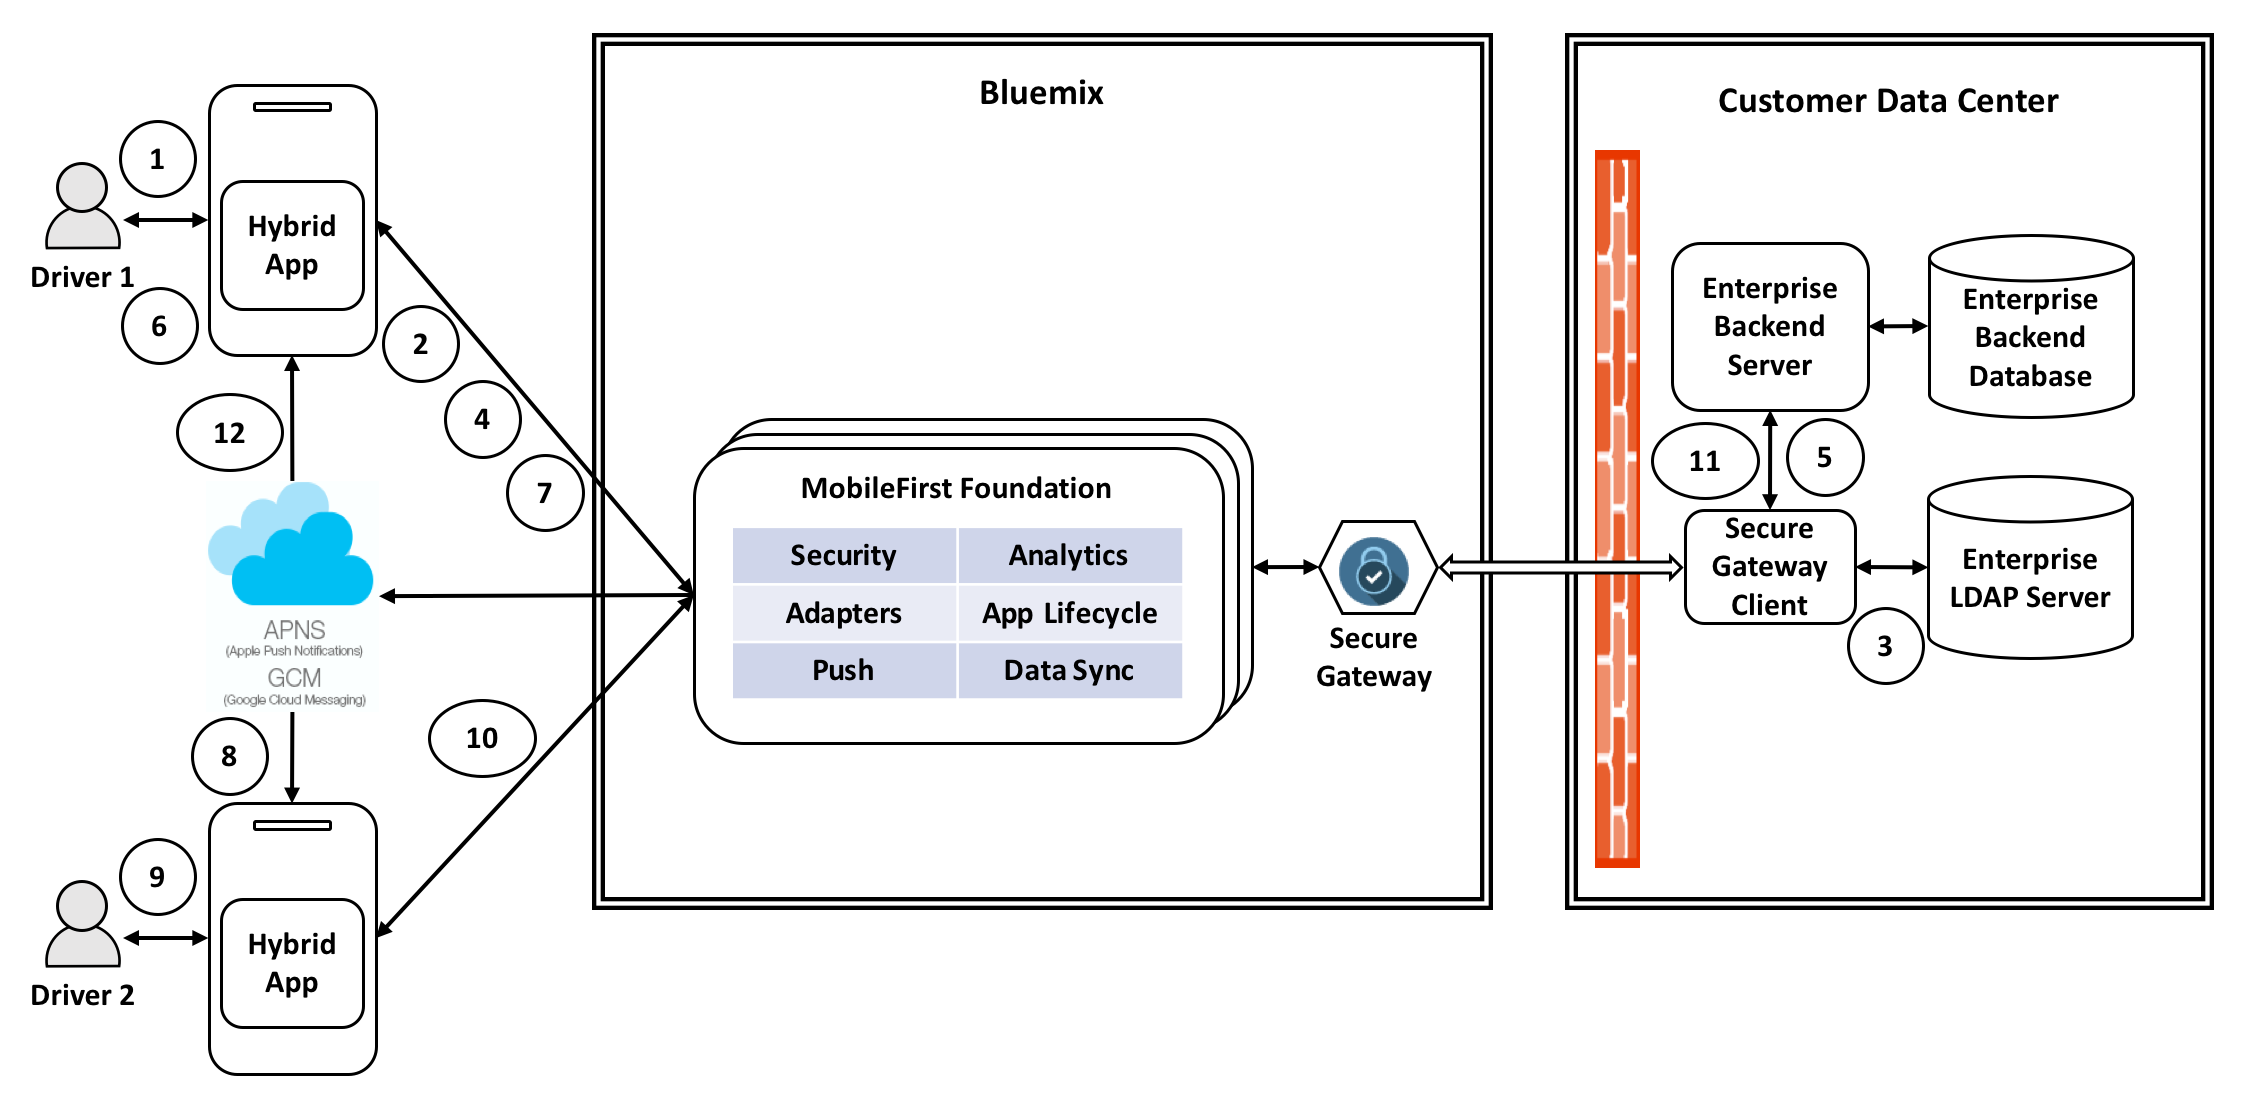 Bluemix
Customer Data Center
1
Hybrid
App
Driver 1
6
2
4
7
12
APNS
(Apple Push Notifications)
GCM
(Google Cloud Messaging)
8
10
9
Hybrid
App
Driver 2
MobileFirst Foundation
Security
Analytics
Adapters
App Lifecycle
Push
Data Sync
Secure
Gateway
Enterprise
Backend
Server
Enterprise
Backend
Database
11
5
Secure
Gateway
Client
Enterprise
LDAP Server
3